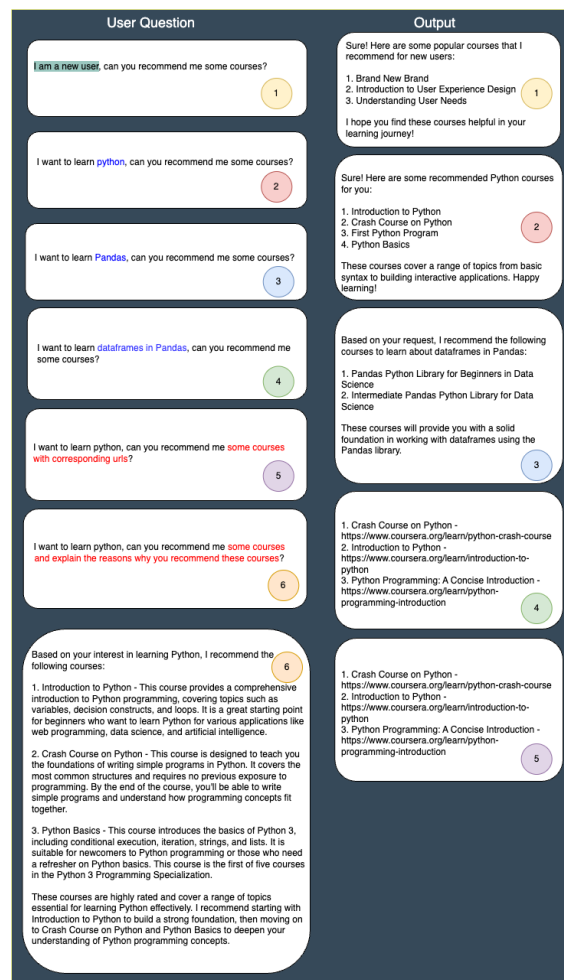 User Question
I am a new user, can you recommend me some courses?
1
I want to learn python, can you recommend me some courses?
2
I want to learn Pandas, can you recommend me some courses?
3
I want to learn dataframes in Pandas, can you recommend me
some courses?
4
I want to learn python, can you recommend me some courses
with corresponding urls?
5
I want to learn python, can you recommend me some courses
and explain the reasons why you recommend these courses?
6
Based on your interest in learning Python, I recommend the
following courses:
6
1. Introduction to Python - This course provides a comprehensive
introduction to Python programming, covering topics such as
variables, decision constructs, and loops. It is a great starting point
for beginners who want to learn Python for various applications like
web programming, data science, and artificial intelligence.
2. Crash Course on Python - This course is designed to teach you
the foundations of writing simple programs in Python. It covers the
most common structures and requires no previous exposure to
programming. By the end of the course, you'll be able to write
simple programs and understand how programming concepts fit
together.
3. Python Basics - This course introduces the basics of Python 3,
including conditional execution, iteration, strings, and lists. It is
suitable for newcomers to Python programming or those who need
a refresher on Python basics. This course is the first of five courses
in the Python 3 Programming Specialization.
These courses are highly rated and cover a range of topics
essential for learning Python effectively. I recommend starting with
Introduction to Python to build a strong foundation, then moving on
to Crash Course on Python and Python Basics to deepen your
understanding of Python programming concepts.
Output
Sure! Here are some popular courses that I
recommend for new users:
1. Brand New Brand
2. Introduction to User Experience Design
3. Understanding User Needs
1
I hope you find these courses helpful in your
learning journey!
Sure! Here are some recommended Python courses
for you:
1. Introduction to Python
2. Crash Course on Python
3. First Python Program
4. Python Basics
2
These courses cover a range of topics from basic
syntax to building interactive applications. Happy
learning!
Based on your request, I recommend the following
courses to learn about dataframes in Pandas:
1. Pandas Python Library for Beginners in Data
Science
2. Intermediate Pandas Python Library for Data
Science
These courses will provide you with a solid
foundation in working with dataframes using the
Pandas library.
3
1. Crash Course on Python -
https://www.coursera.org/learn/python-crash-course
2. Introduction to Python -
https://www.coursera.org/learn/introduction-to-
python
3. Python Programming: A Concise Introduction -
https://www.coursera.org/learn/python-
programming-introduction
4
1. Crash Course on Python -
https://www.coursera.org/learn/python-crash-course
2. Introduction to Python -
https://www.coursera.org/learn/introduction-to-
python
3. Python Programming: A Concise Introduction -
https://www.coursera.org/learn/python-
programming-introduction
5